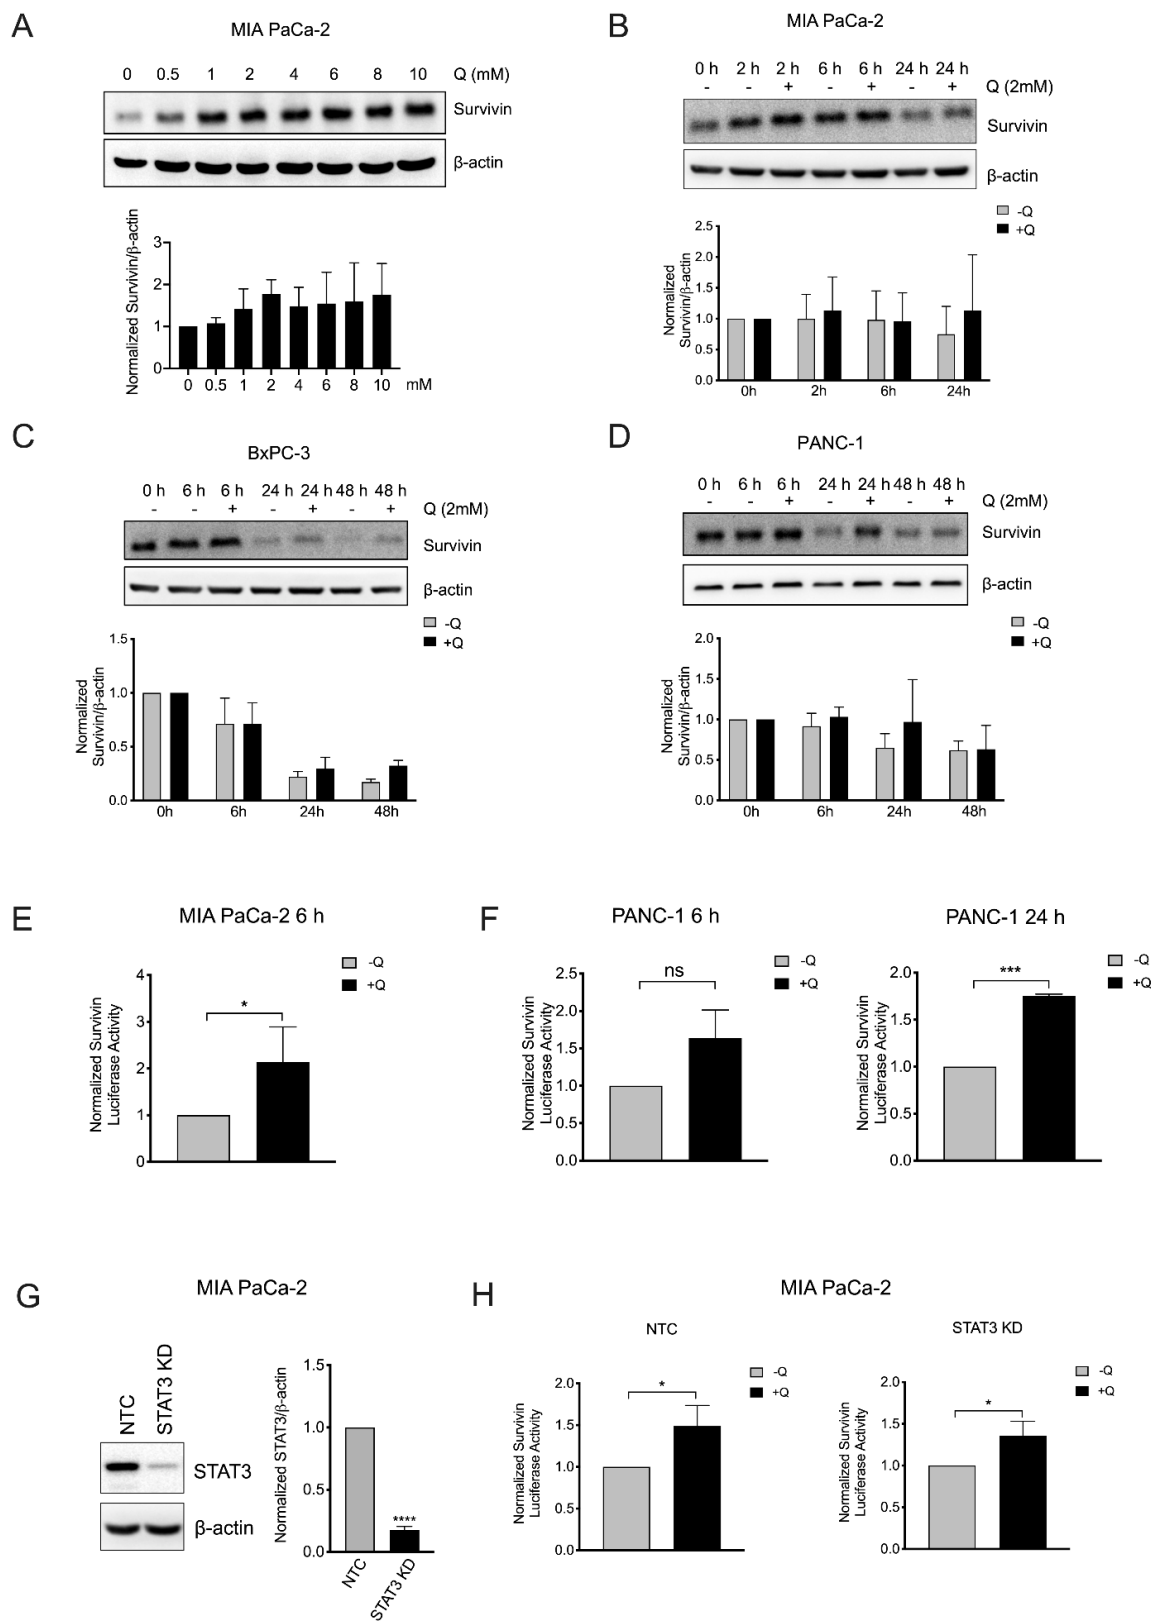 A
MIA PaCa-2
0 0.5 1 2 4 6 8 10 Q (mM)
Survivin
β-actin
Normalized Survivin/β-actin
3
2
1
0
0 0.5 1 2 4 6 8 10 mM
B
MIA PaCa-2
0 h 2 h 2 h 6 h 6 h 24 h 24 h
- - + - + - + Q (2mM)
Survivin
β-actin
-Q
+Q
Normalized
Survivin/β-actin
2.5
2.0
1.5
1.0
0.5
0.0
0h 2h 6h 24h
C
BxPC-3
0 h 6 h 6 h 24 h 24 h 48 h 48 h
- - + - + - + Q (2mM)
Survivin
β-actin
-Q
+Q
Normalized
Survivin/β-actin
1.5
1.0
0.5
0.0
0h 6h 24h 48h
D
PANC-1
0 h 6 h 6 h 24 h 24 h 48 h 48 h
- - + - + - + Q (2mM)
Survivin
β-actin
-Q
+Q
Normalized
Survivin/β-actin
2.0
1.5
1.0
0.5
0.0
0h 6h 24h 48h
E
MIA PaCa-2 6 h
-Q
+Q
Normalized Survivin
Luciferase Activity
4
3
2
1
0
*
F
PANC-1 6 h
-Q
+Q
Normalized Survivin
Luciferase Activity
2.5
2.0
1.5
1.0
0.5
0.0
ns
PANC-1 24 h
-Q
+Q
Normalized Survivin
Luciferase Activity
2.0
1.5
1.0
0.5
0.0
***
G
MIA PaCa-2
NTC
STAT3 KD
STAT3
β-actin
Normalized STAT3/β-actin
1.5
1.0
0.5
0.0
****
NTC
STAT3 KD
H
MIA PaCa-2
NTC
-Q
+Q
Normalized Survivin
Luciferase Activity
2.0
1.5
1.0
0.5
0.0
*
STAT3 KD
-Q
+Q
Normalized Survivin
Luciferase Activity
2.0
1.5
1.0
0.5
0.0
*